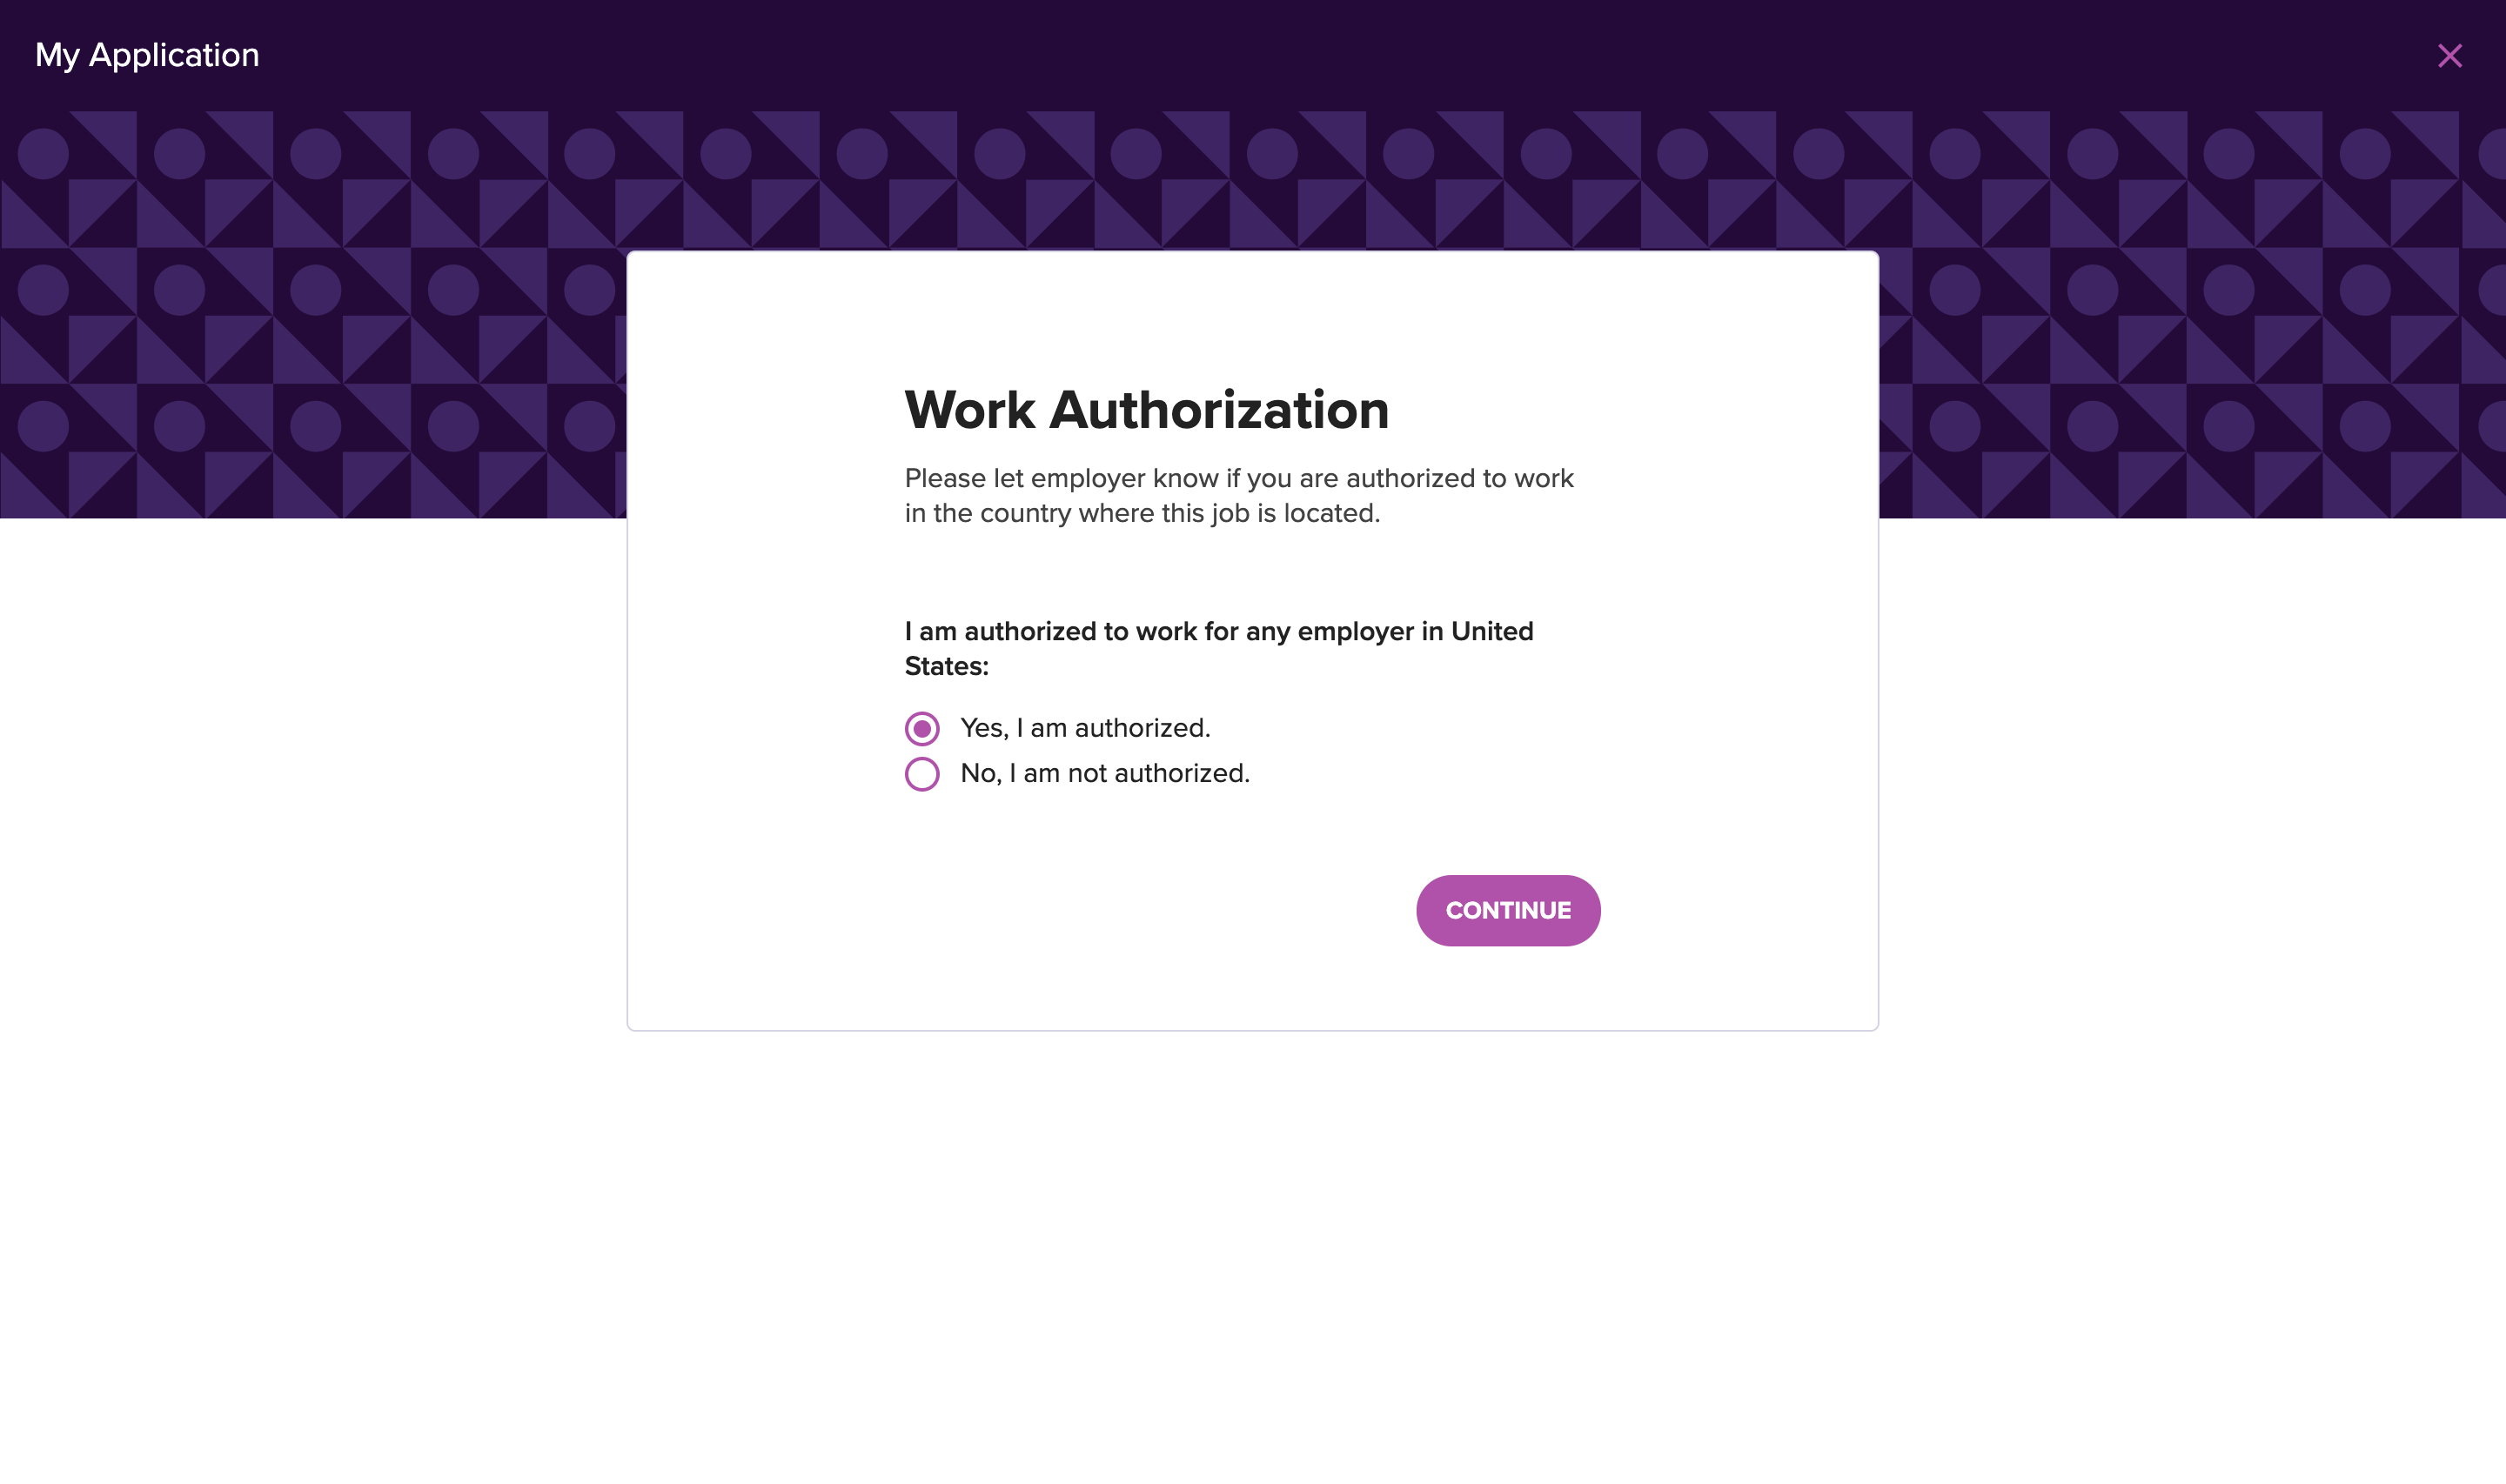 My Application
Work Authorization
Please let employer know if you are authorized to work
in the country where this job is located.
I am authorized to work for any employer in United
States:
Yes, I am authorized.
No, I am not authorized.
CONTINUE